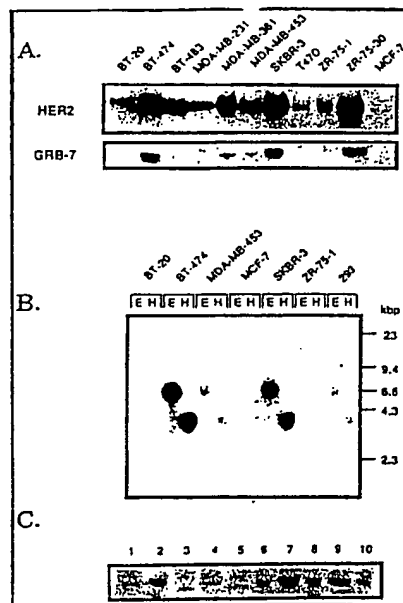 A.
BT-20 BT-474 BT-483 MDA-MB-231 MDA-MB-361 MDA-MB-453 SKBR-3 T47D ZR-75-1 ZR-75-30 MCF-7
HER2
GRB-7
B.
BT-20 BT-474 MDA-MB-453 MCF-7 SKBR-3 ZR-75-1 293
E H E H E H E H E H E H E H
kbp
23
9.4
6.6
4.3
2.3
C.
1 2 3 4 5 6 7 8 9 10